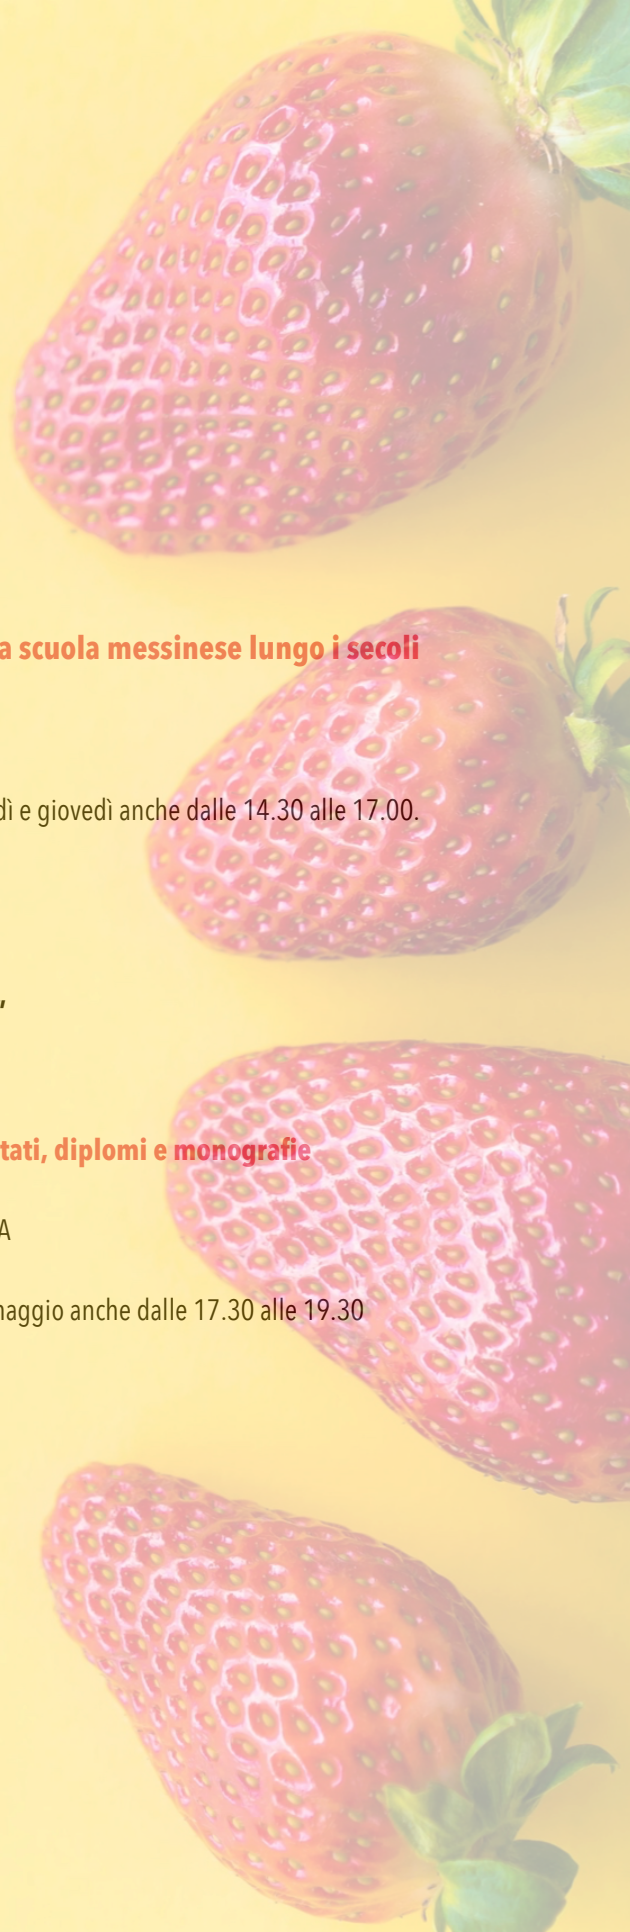 a scuola messinese lungo i secoli
dì e giovedì anche dalle 14.30 alle 17.00.
”
tati, diplomi e monografie
A
naggio anche dalle 17.30 alle 19.30